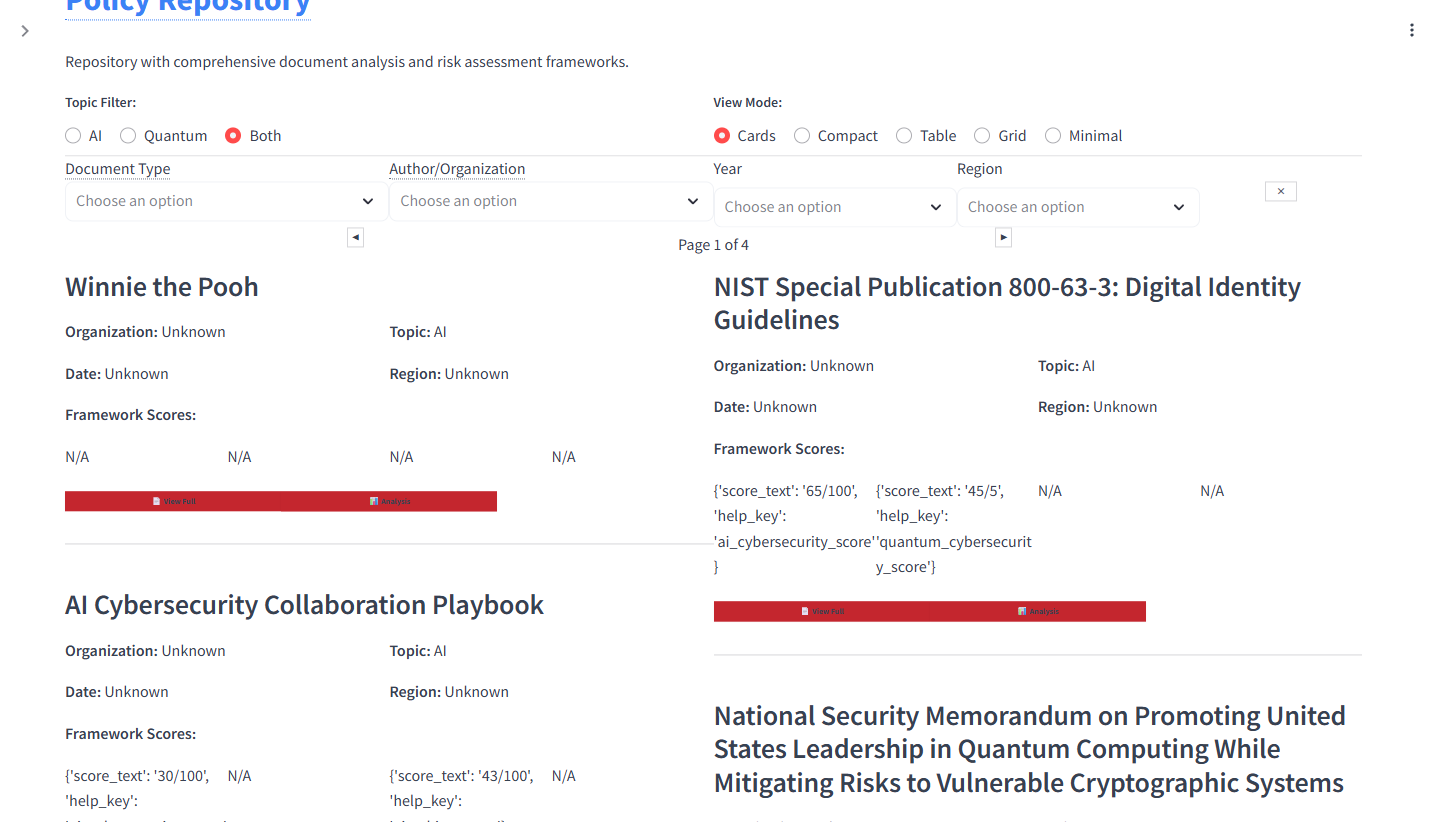 Policy Repository
Repository with comprehensive document analysis and risk assessment frameworks.
Topic Filter:
AI Quantum Both
View Mode:
Cards Compact Table Grid Minimal
Document Type
Choose an option
Author/Organization
Choose an option
Year
Choose an option
Region
Choose an option
Page 1 of 4
Winnie the Pooh
Organization: Unknown
Topic: AI
Date: Unknown
Region: Unknown
Framework Scores:
N/A N/A N/A N/A
View Full Analysis
NIST Special Publication 800-63-3: Digital Identity
Guidelines
Organization: Unknown
Topic: AI
Date: Unknown
Region: Unknown
Framework Scores:
{'score_text': '65/100',
'help_key':
'ai_cybersecurity_score'
}
{'score_text': '45/5',
'help_key':
'quantum_cybersecurit
y_score'}
N/A N/A
View Full Analysis
AI Cybersecurity Collaboration Playbook
Organization: Unknown
Topic: AI
Date: Unknown
Region: Unknown
Framework Scores:
{'score_text': '30/100',
'help_key':
N/A
{'score_text': '43/100',
'help_key':
N/A
National Security Memorandum on Promoting United
States Leadership in Quantum Computing While
Mitigating Risks to Vulnerable Cryptographic Systems